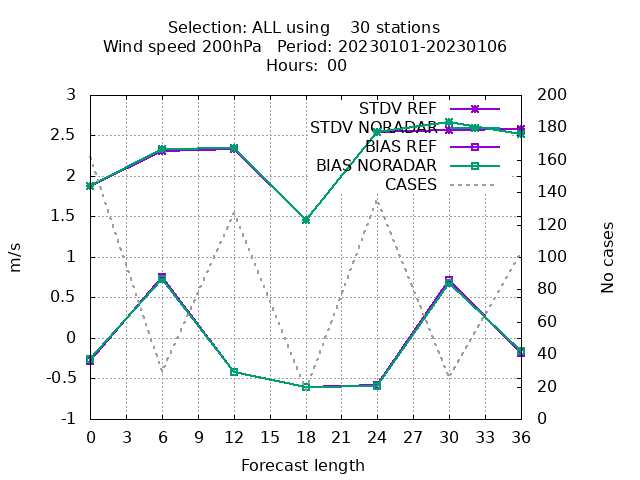 Selection: ALL using    30 stations
Wind speed 200hPa   Period: 20230101-20230106
Hours: 00
3
2.5
2
1.5
1
0.5
0
-0.5
-1
m/s
STDV REF
STDV NORADAR
BIAS REF
BIAS NORADAR
CASES
200
180
160
140
120
100
80
60
40
20
0
No cases
0 3 6 9 12 15 18 21 24 27 30 33 36
Forecast length